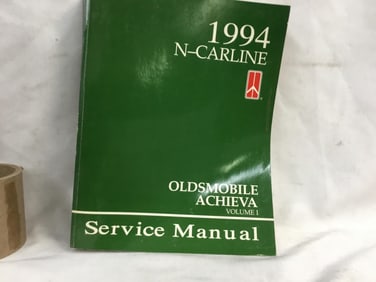 1994
N–CARLINE
OLDSMOBILE
ACHIEVA
VOLUME 1
Service Manual